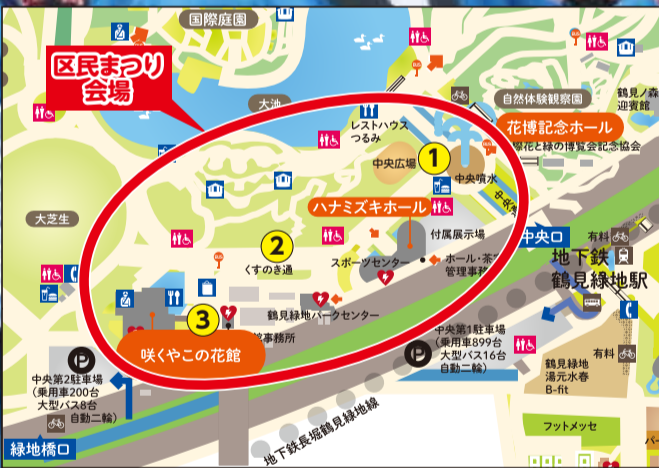 国際庭園
区民まつり
会場
大池
自然体験観察園
鶴見ノ森
迎賓館
レストハウス
つるみ
花博記念ホール
花と緑の博覧会記念協会
中央広場
1
中央噴水
ハナミズキホール
大芝生
2
くすのき通
付属展示場
スポーツセンター
ホール・茶
管理事務
中央口
有料
地下鉄
鶴見緑地駅
3
鶴見緑地パークセンター
事務所
咲くやこの花館
P
中央第1駐車場
(乗用車899台
大型バス16台
自動二輪)
P
中央第2駐車場
(乗用車200台
大型バス8台
自動二輪)
有料
鶴見緑地
湯元水春
B-fit
フットメッセ
緑地橋口
地下鉄長堀鶴見緑地線